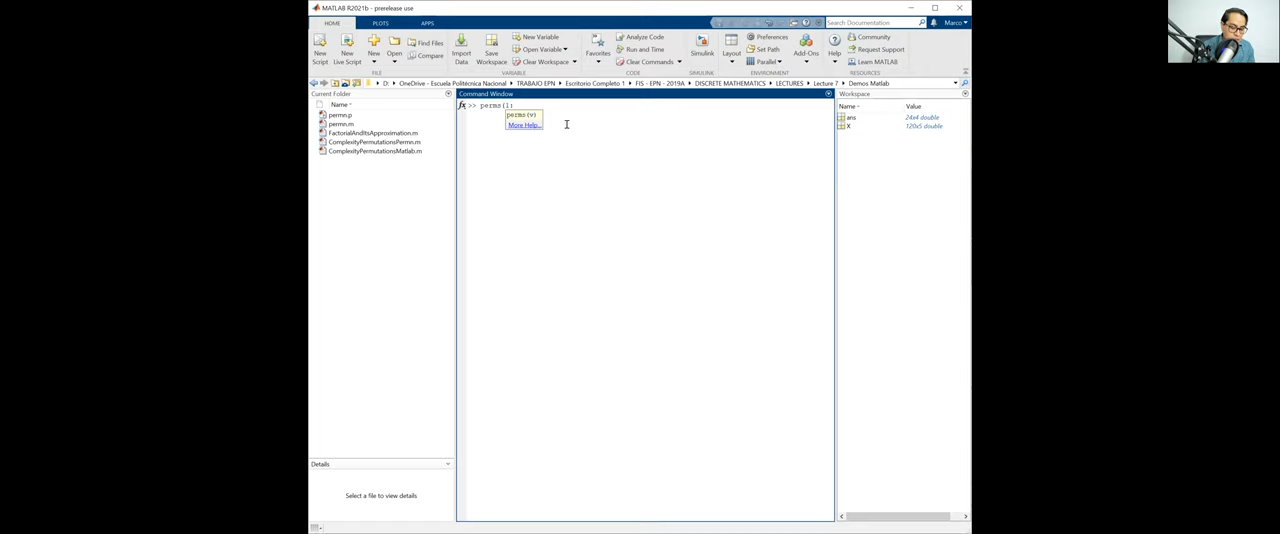 MATLAB R2021b - prerelease use
HOME PLOTS APPS
Search Documentation Marco
New Script
New Live Script
New
Open
Find Files
Compare
FILE
Import Data
Save Workspace
New Variable
Open Variable
Clear Workspace
VARIABLE
Favorites
Analyze Code
Run and Time
Clear Commands
CODE
Simulink
SIMULINK
Layout
Preferences
Set Path
Parallel
Add-Ons
ENVIRONMENT
Help
Community
Request Support
Learn MATLAB
RESOURCES
D: OneDrive - Escuela Politécnica Nacional TRABAJO EPN Escritorio Completo 1 FIS - EPN - 2019A DISCRETE MATHEMATICS LECTURES Lecture 7 Demos Matlab
Current Folder
Name
permn.p
permn.m
FactorialAndItsApproximation.m
ComplexityPermutationsPermn.m
ComplexityPermutationsMatlab.m
Details
Select a file to view details
Command Window
fx >> perms(1:
perms(v)
More Help...
Workspace
Name Value
ans 24x4 double
X 120x5 double